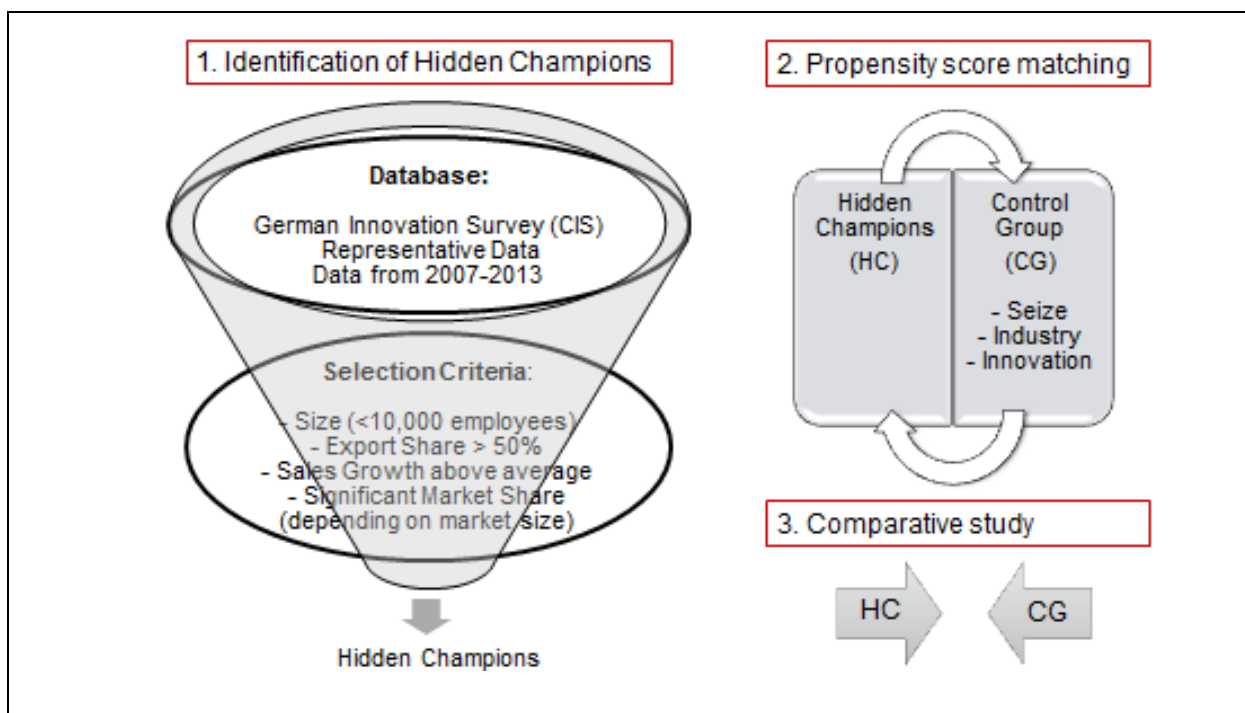 1. Identification of Hidden Champions
Database:
German Innovation Survey (CIS)
Representative Data
Data from 2007-2013
Selection Criteria:
- Size (<10,000 employees)
- Export Share > 50%
- Sales Growth above average
- Significant Market Share
(depending on market size)
Hidden Champions
2. Propensity score matching
Hidden
Champions
(HC)
Control
Group
(CG)
- Seize
- Industry
- Innovation
3. Comparative study
HC
CG